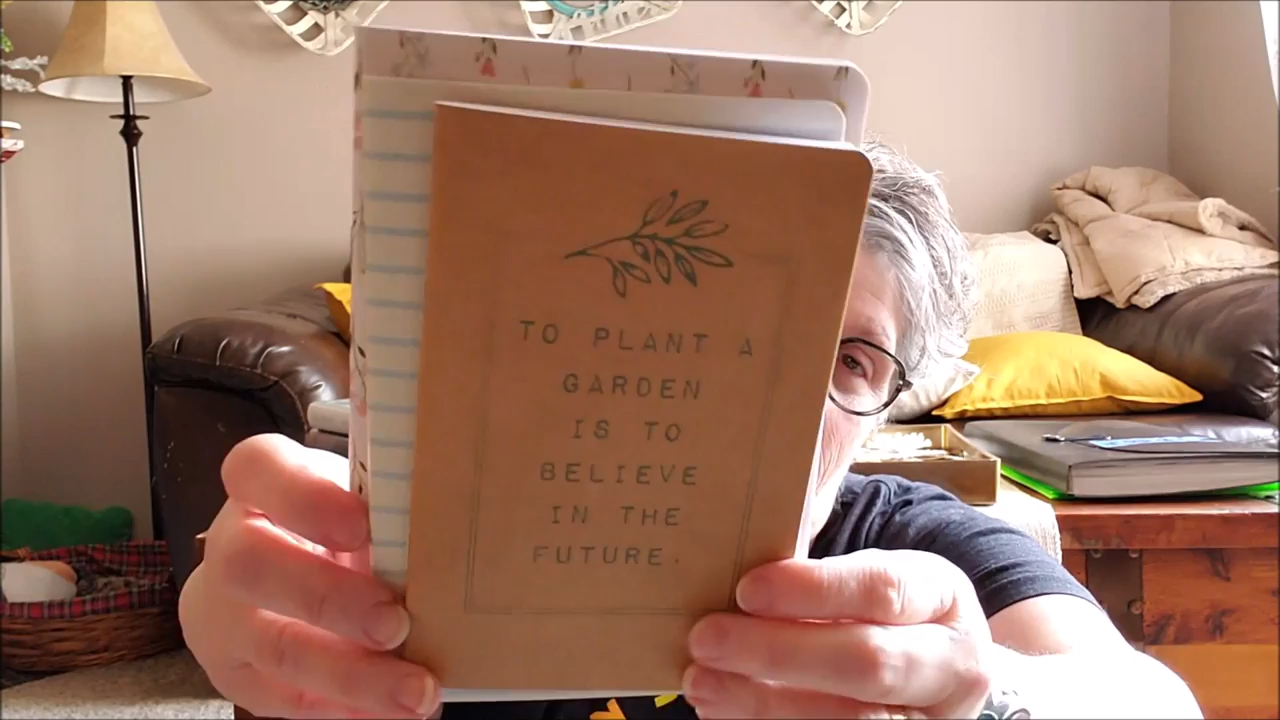 TO PLANT A
GARDEN
IS TO
BELIEVE
IN THE
FUTURE.